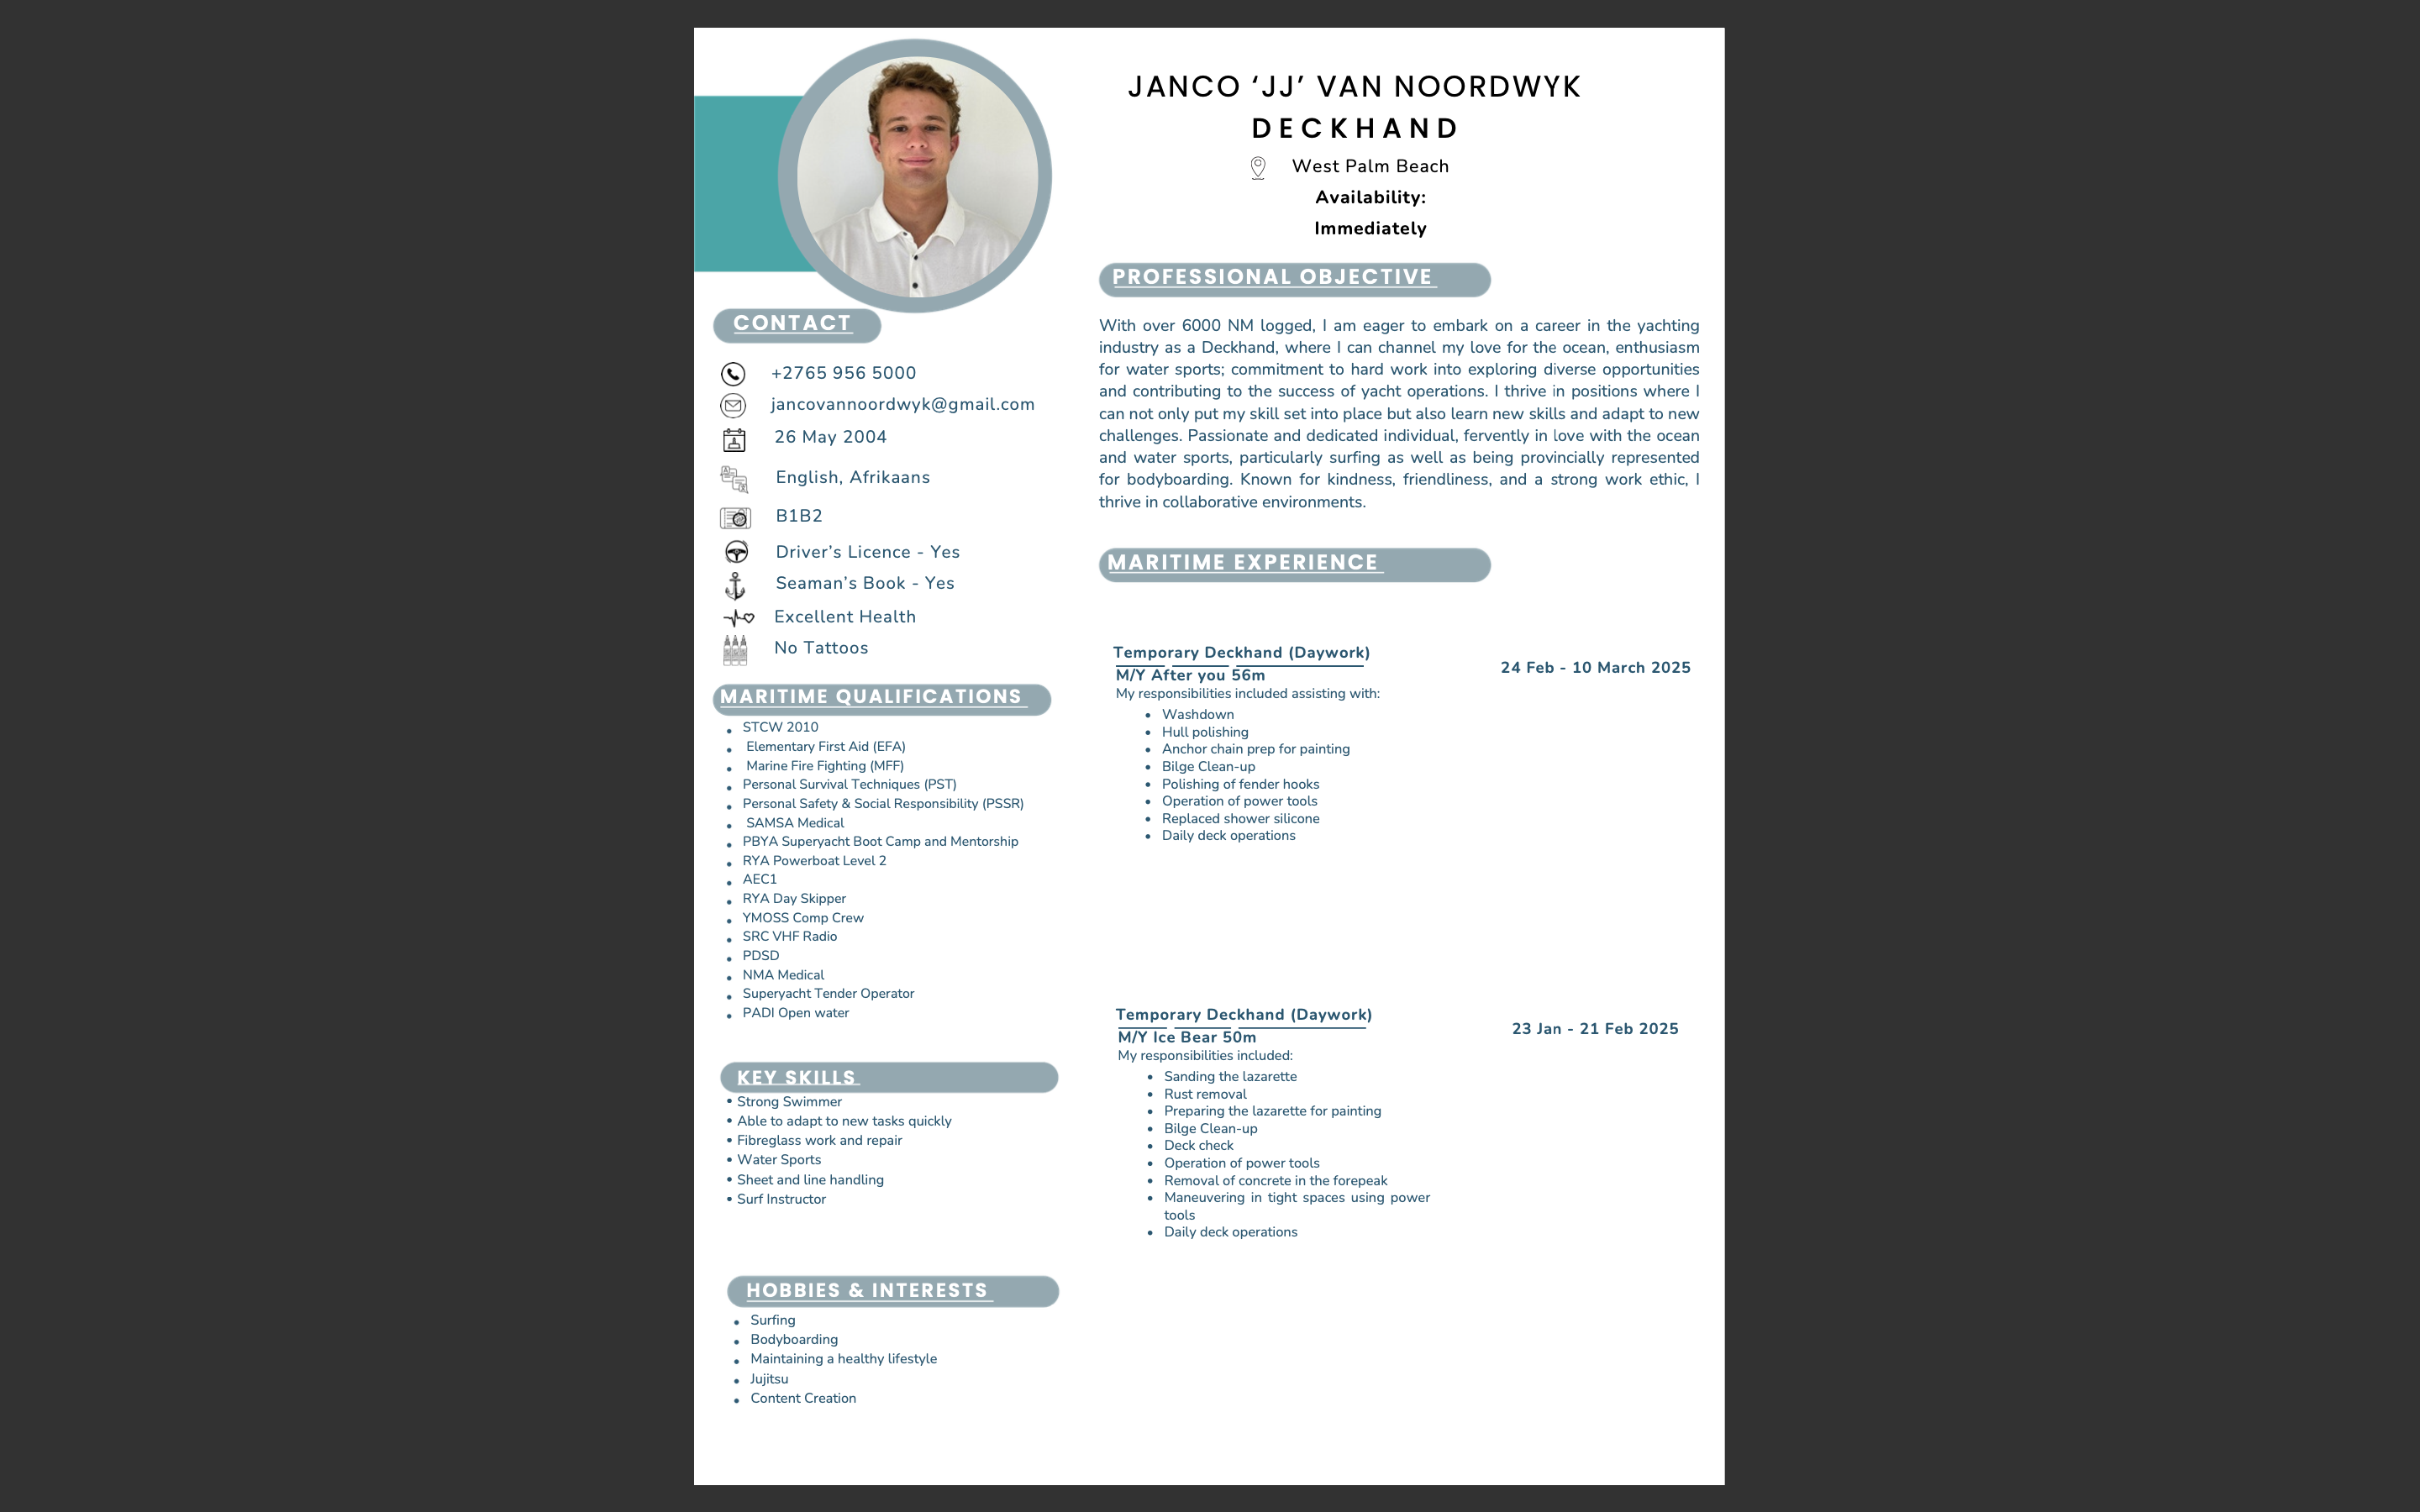 JANCO ‘JJ’ VAN NOORDWYK
DECKHAND
West Palm Beach
Availability:
Immediately
CONTACT
+2765 956 5000
jancovannoordwyk@gmail.com
26 May 2004
English, Afrikaans
B1B2
Driver’s Licence - Yes
Seaman’s Book - Yes
Excellent Health
No Tattoos
MARITIME QUALIFICATIONS
• STCW 2010
• Elementary First Aid (EFA)
• Marine Fire Fighting (MFF)
• Personal Survival Techniques (PST)
• Personal Safety & Social Responsibility (PSSR)
• SAMSA Medical
• PBYA Superyacht Boot Camp and Mentorship
• RYA Powerboat Level 2
• AEC1
• RYA Day Skipper
• YMOSS Comp Crew
• SRC VHF Radio
• PDSD
• NMA Medical
• Superyacht Tender Operator
• PADI Open water
KEY SKILLS
• Strong Swimmer
• Able to adapt to new tasks quickly
• Fibreglass work and repair
• Water Sports
• Sheet and line handling
• Surf Instructor
HOBBIES & INTERESTS
• Surfing
• Bodyboarding
• Maintaining a healthy lifestyle
• Jujitsu
• Content Creation
PROFESSIONAL OBJECTIVE
With over 6000 NM logged, I am eager to embark on a career in the yachting
industry as a Deckhand, where I can channel my love for the ocean, enthusiasm
for water sports; commitment to hard work into exploring diverse opportunities
and contributing to the success of yacht operations. I thrive in positions where I
can not only put my skill set into place but also learn new skills and adapt to new
challenges. Passionate and dedicated individual, fervently in love with the ocean
and water sports, particularly surfing as well as being provincially represented
for bodyboarding. Known for kindness, friendliness, and a strong work ethic, I
thrive in collaborative environments.
MARITIME EXPERIENCE
Temporary Deckhand (Daywork)
24 Feb - 10 March 2025
M/Y After you 56m
My responsibilities included assisting with:
• Washdown
• Hull polishing
• Anchor chain prep for painting
• Bilge Clean-up
• Polishing of fender hooks
• Operation of power tools
• Replaced shower silicone
• Daily deck operations
Temporary Deckhand (Daywork)
23 Jan - 21 Feb 2025
M/Y Ice Bear 50m
My responsibilities included:
• Sanding the lazarette
• Rust removal
• Preparing the lazarette for painting
• Bilge Clean-up
• Deck check
• Operation of power tools
• Removal of concrete in the forepeak
• Maneuvering in tight spaces using power
tools
• Daily deck operations